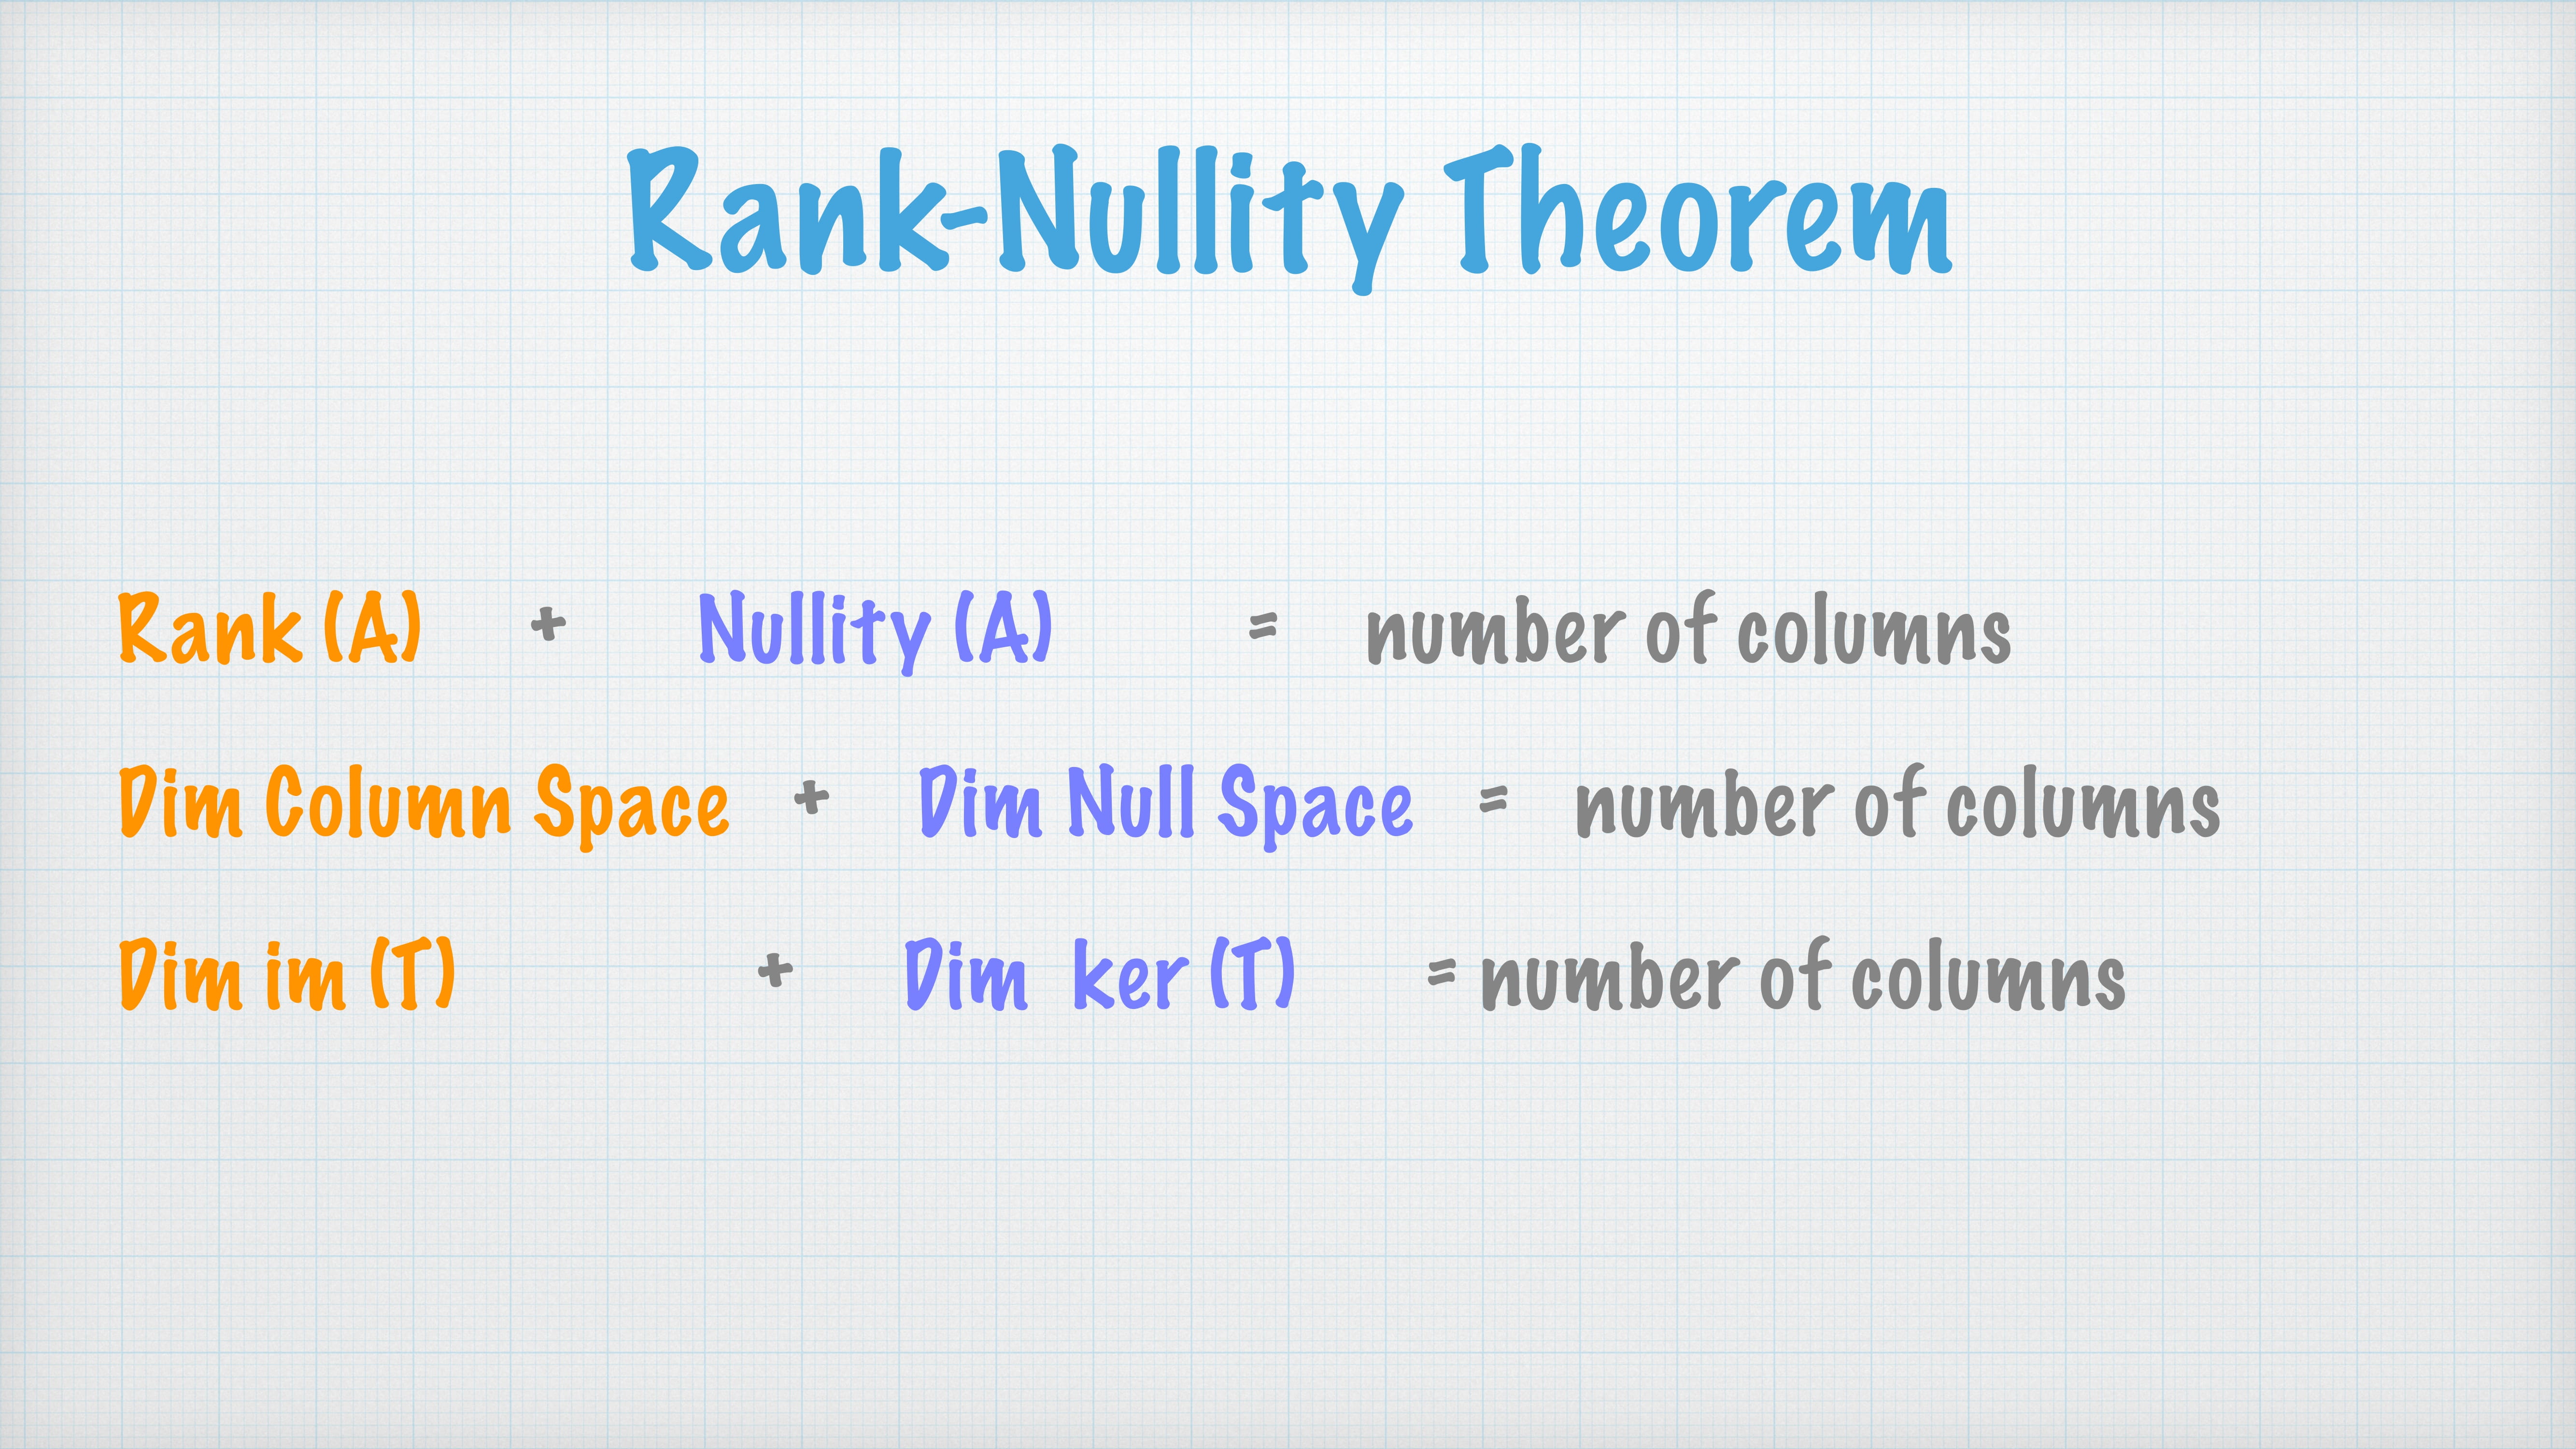 Rank-Nullity Theorem
Rank (A) + Nullity (A) = number of columns
Dim Column Space + Dim Null Space = number of columns
Dim im (T) + Dim ker (T) = number of columns